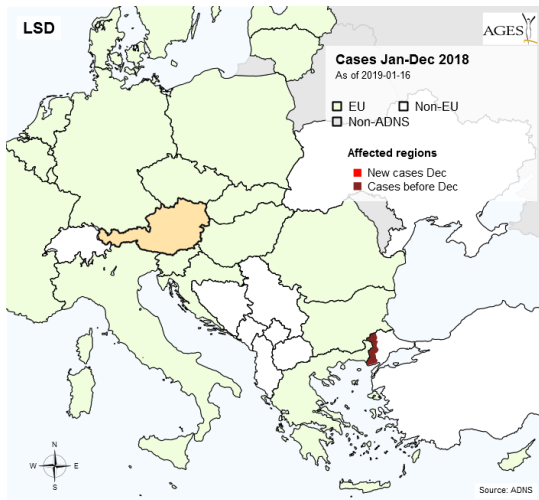 LSD
AGES
Cases Jan-Dec 2018
As of 2019-01-16
EU
Non-EU
Non-ADNS
Affected regions
New cases Dec
Cases before Dec
N
W
E
S
Source: ADNS